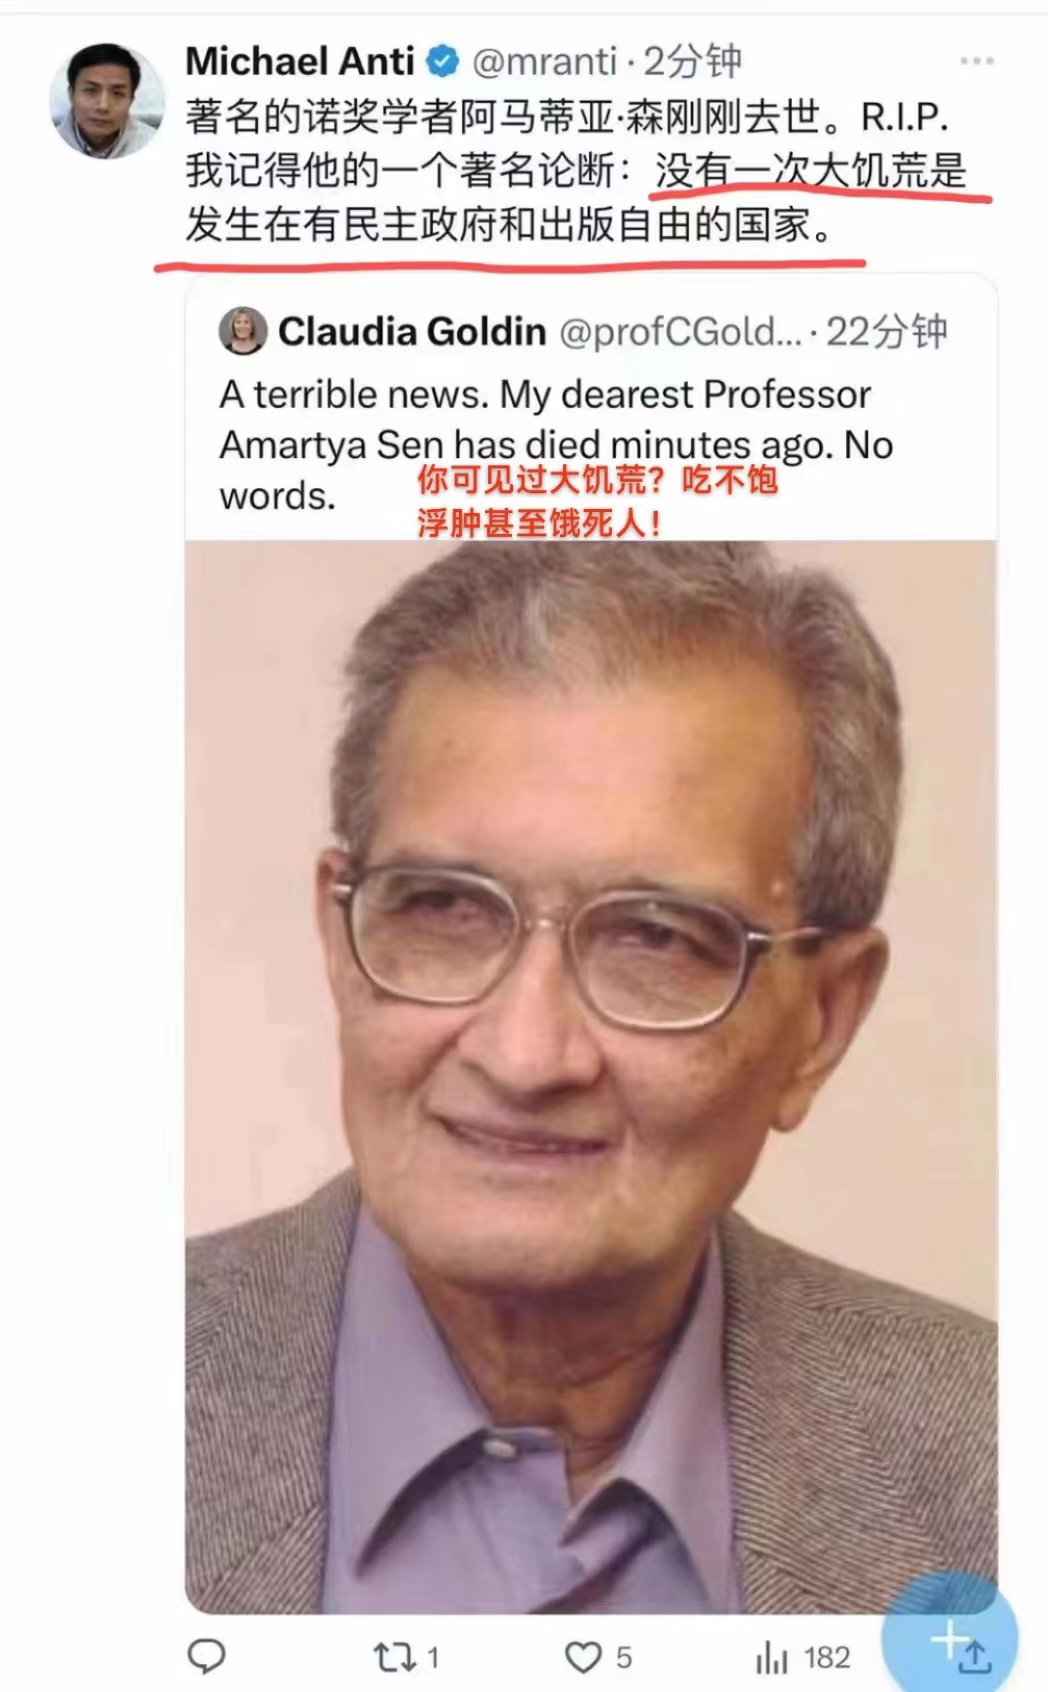 Michael Anti @mranti · 2分钟
著名的诺奖学者阿马蒂亚·森刚刚去世。R.I.P.
我记得他的一个著名论断：没有一次大饥荒是
发生在有民主政府和出版自由的国家。
Claudia Goldin @profCGold... · 22分钟
A terrible news. My dearest Professor
Amartya Sen has died minutes ago. No
words.
你可见过大饥荒？吃不饱
浮肿甚至饿死人！
1 5 182